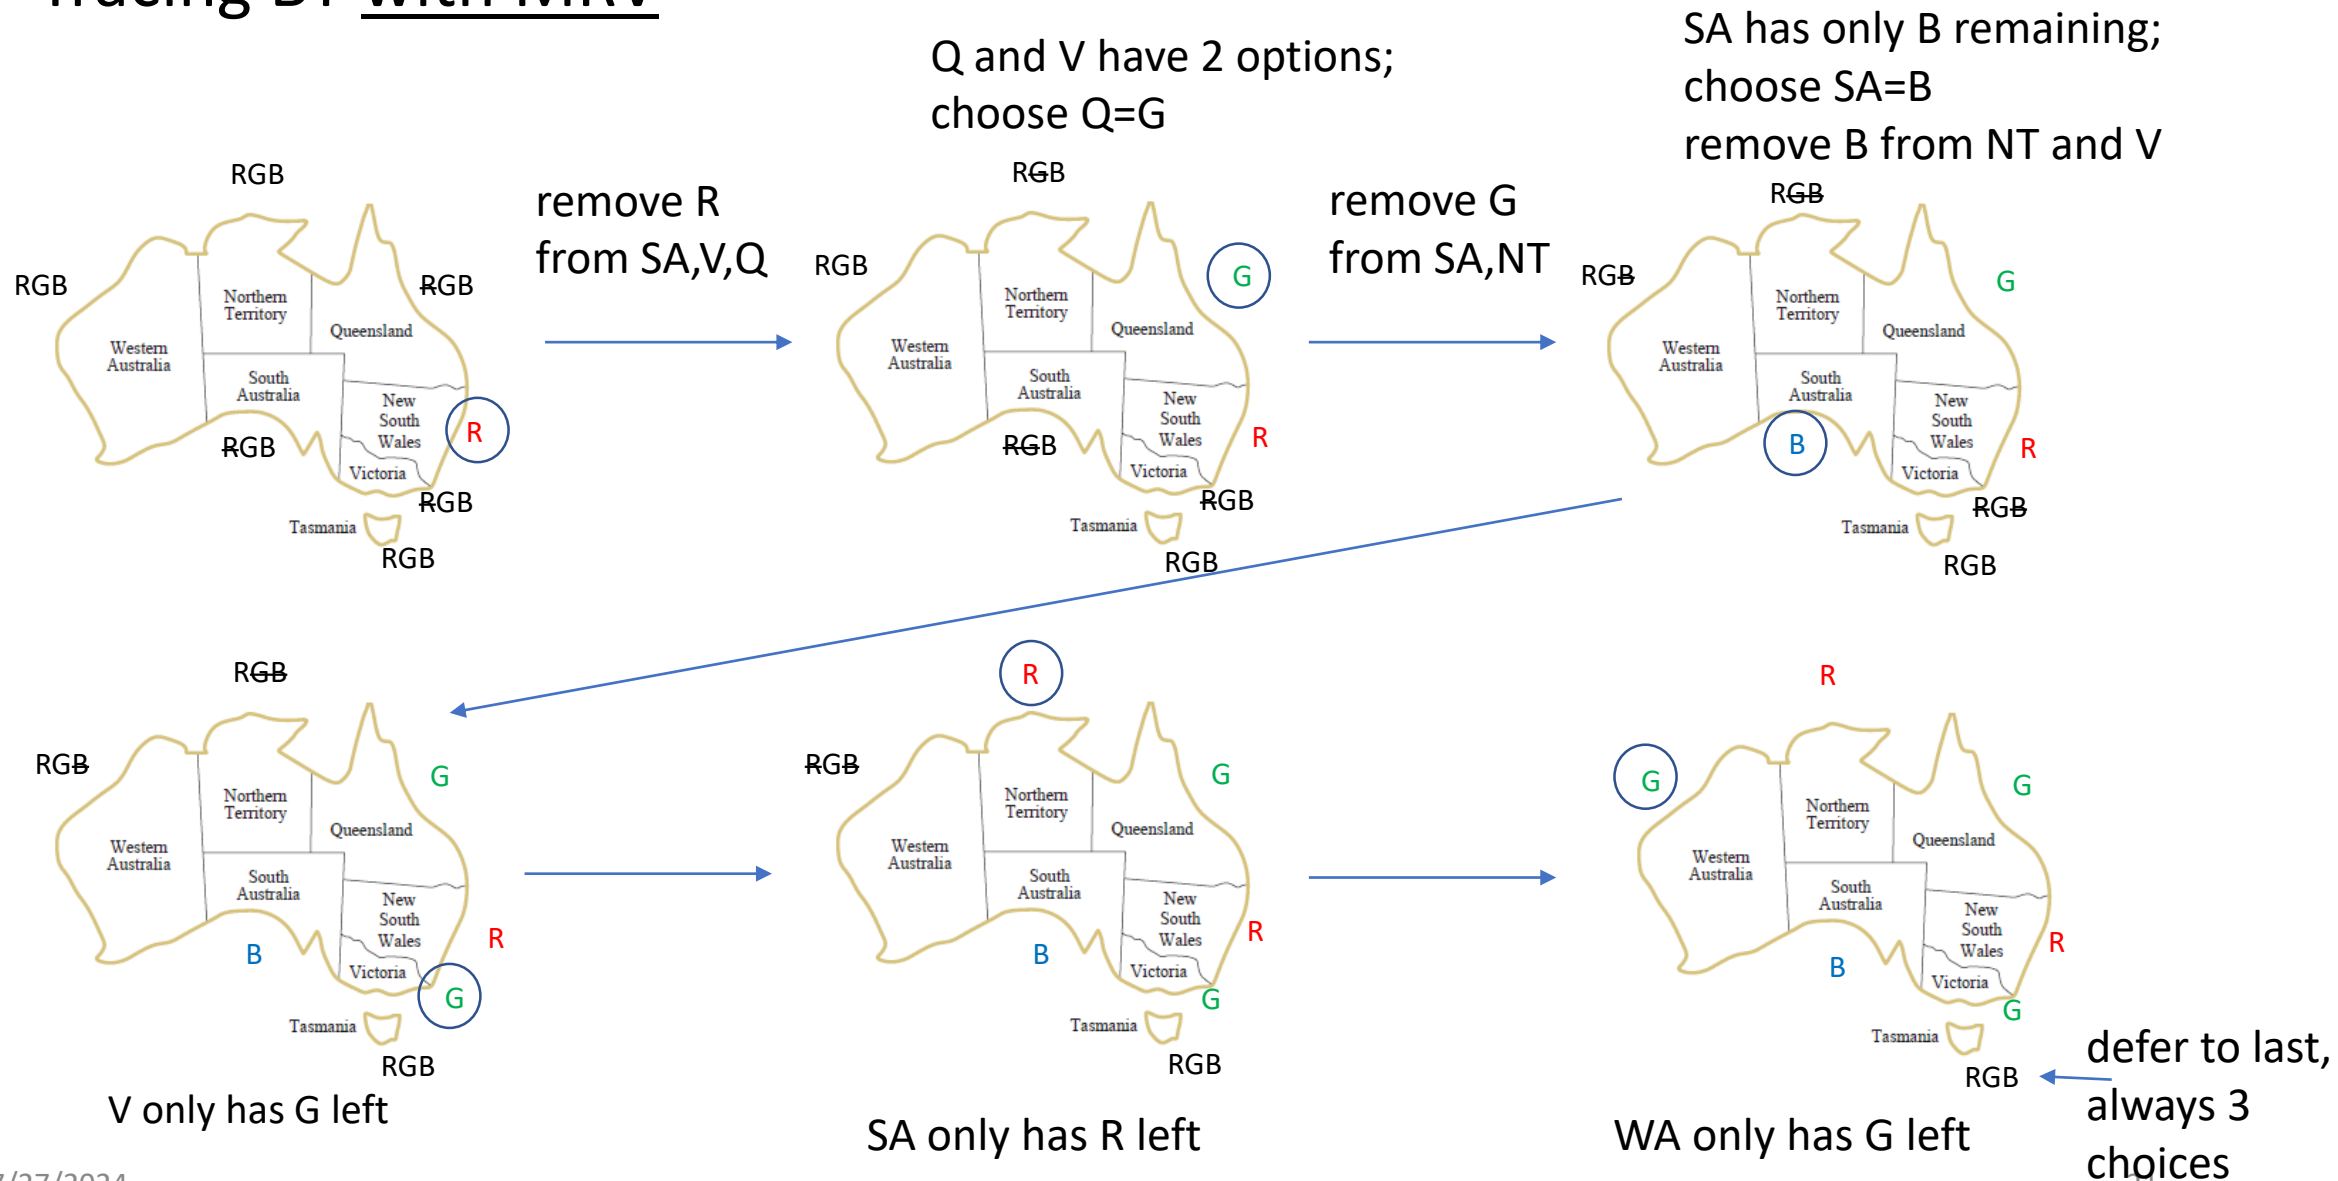 Tracing BT with MRV
Q and V have 2 options;
choose Q=G
SA has only B remaining;
choose SA=B
remove B from NT and V
RGB
RGB
RGB
Northern
Territory
Queensland
Western
Australia
South
Australia
New
South
Wales
Victoria
R
RGB
RGB
Tasmania
RGB
remove R
from SA,V,Q
RGB
RGB
G
Northern
Territory
Queensland
Western
Australia
South
Australia
New
South
Wales
Victoria
R
RGB
RGB
Tasmania
RGB
remove G
from SA,NT
RGB
RGB
G
Northern
Territory
Queensland
Western
Australia
South
Australia
New
South
Wales
Victoria
B
R
RGB
Tasmania
RGB
RGB
RGB
G
Northern
Territory
Queensland
Western
Australia
South
Australia
New
South
Wales
Victoria
B
R
G
Tasmania
RGB
V only has G left
R
RGB
G
Northern
Territory
Queensland
Western
Australia
South
Australia
New
South
Wales
Victoria
B
R
G
Tasmania
RGB
SA only has R left
R
G
G
Northern
Territory
Queensland
Western
Australia
South
Australia
New
South
Wales
Victoria
B
R
G
Tasmania
RGB
WA only has G left
defer to last,
always 3
choices